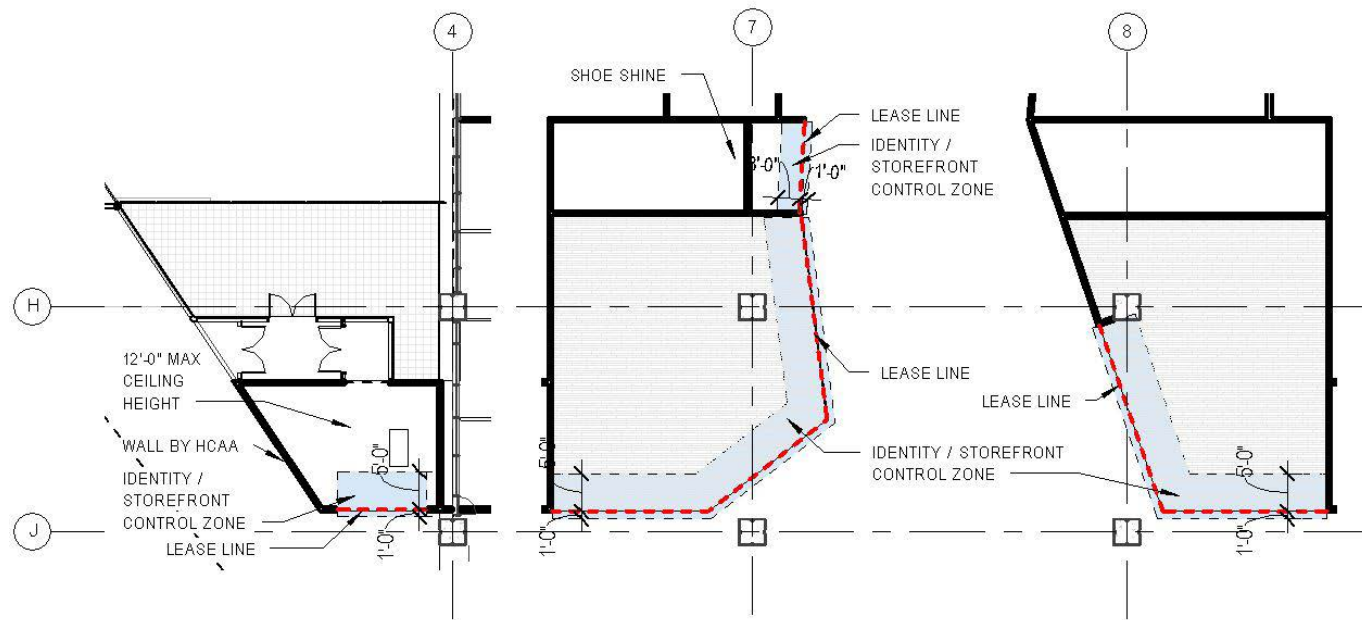 4
7
8
SHOE SHINE
LEASE LINE
IDENTITY /
STOREFRONT
CONTROL ZONE
3'-0"
1'-0"
H
12'-0" MAX
CEILING
HEIGHT
LEASE LINE
LEASE LINE
WALL BY HCAA
IDENTITY /
STOREFRONT
CONTROL ZONE
5'-0"
5'-0"
IDENTITY / STOREFRONT
CONTROL ZONE
5'-0"
J
LEASE LINE
1'-0"
1'-0"
1'-0"